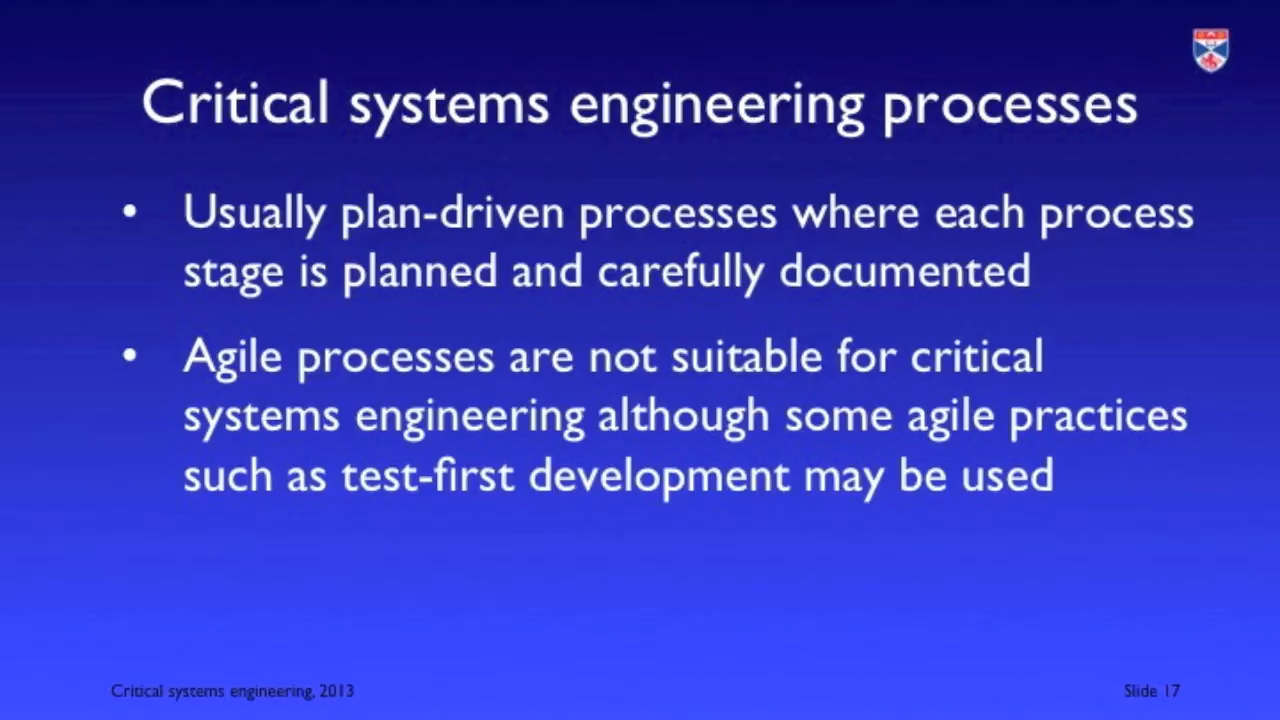 Critical systems engineering processes
• Usually plan-driven processes where each process
stage is planned and carefully documented
• Agile processes are not suitable for critical
systems engineering although some agile practices
such as test-first development may be used
Critical systems engineering, 2013
Slide 17